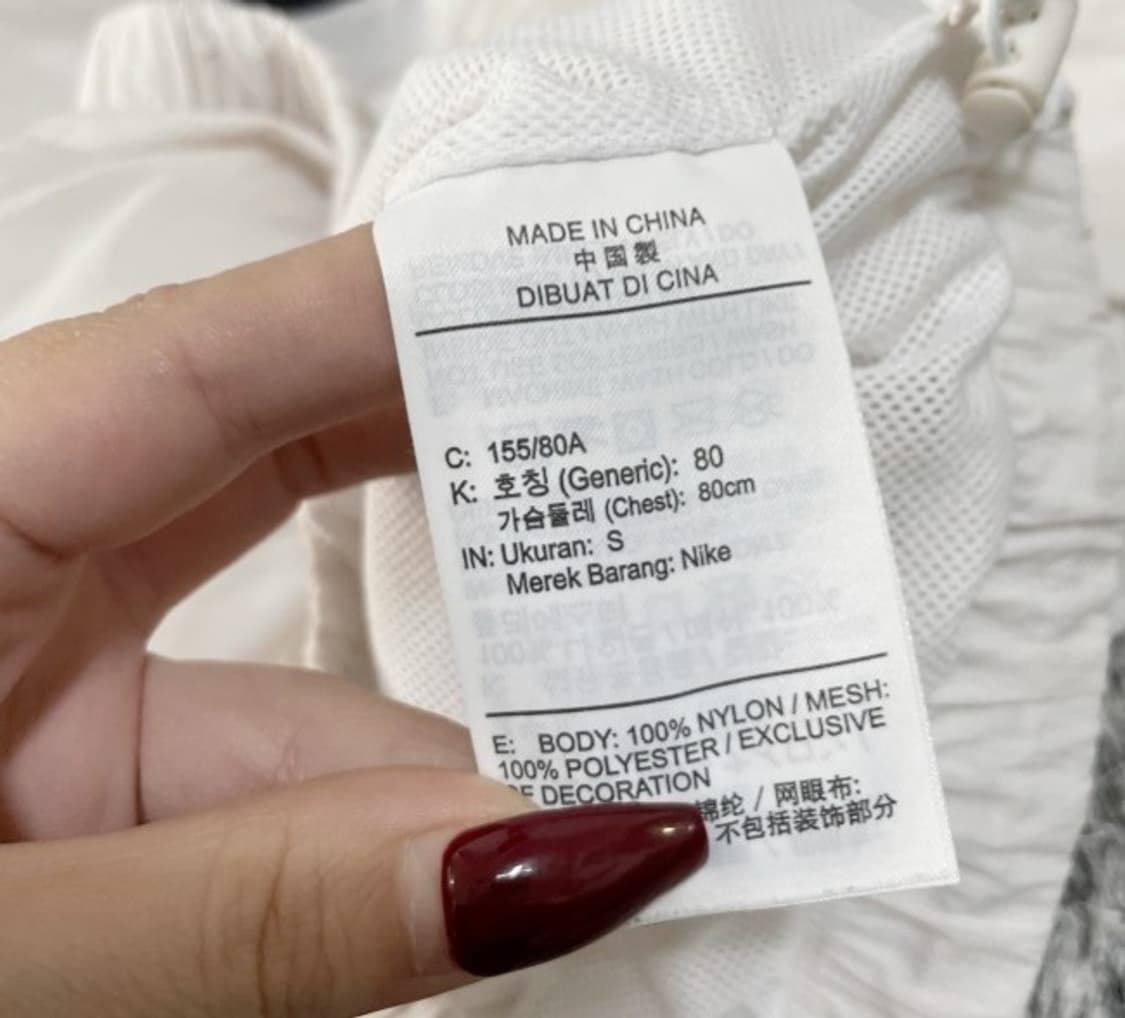 MADE IN CHINA
中国製
DIBUAT DI CINA
C: 155/80A
K: 호칭 (Generic): 80
가슴둘레 (Chest): 80cm
IN: Ukuran: S
Merek Barang: Nike
E: BODY: 100% NYLON / MESH:
100% POLYESTER / EXCLUSIVE
OF DECORATION
锦纶 / 网眼布:
不包括装饰部分